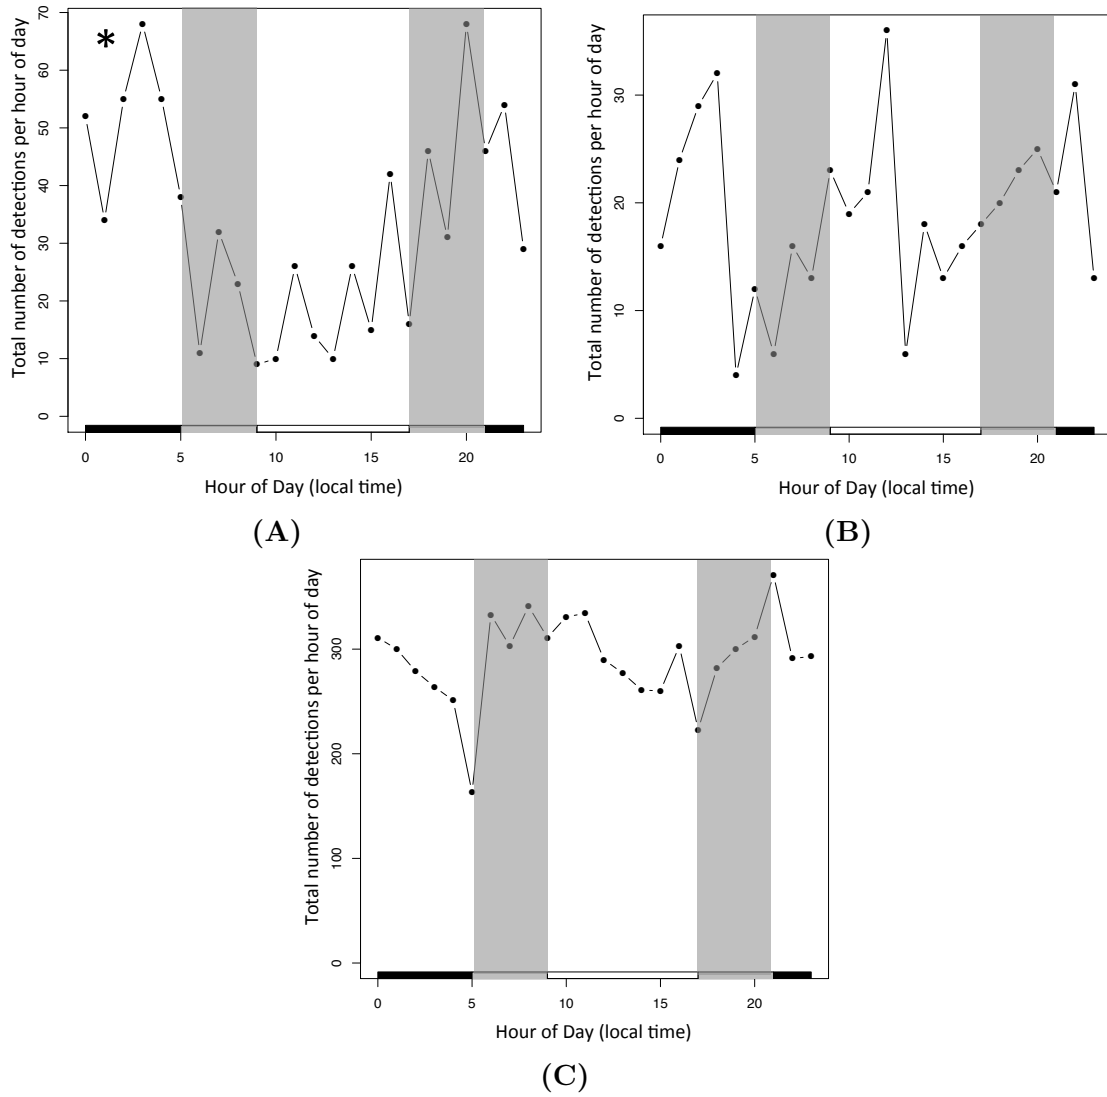 Total number of detections per hour of day
70
60
50
40
30
20
10
0
*
0 5 10 15 20
Hour of Day (local time)
(A)
Total number of detections per hour of day
30
20
10
0
0 5 10 15 20
Hour of Day (local time)
(B)
Total number of detections per hour of day
300
200
100
0
0 5 10 15 20
Hour of Day (local time)
(C)